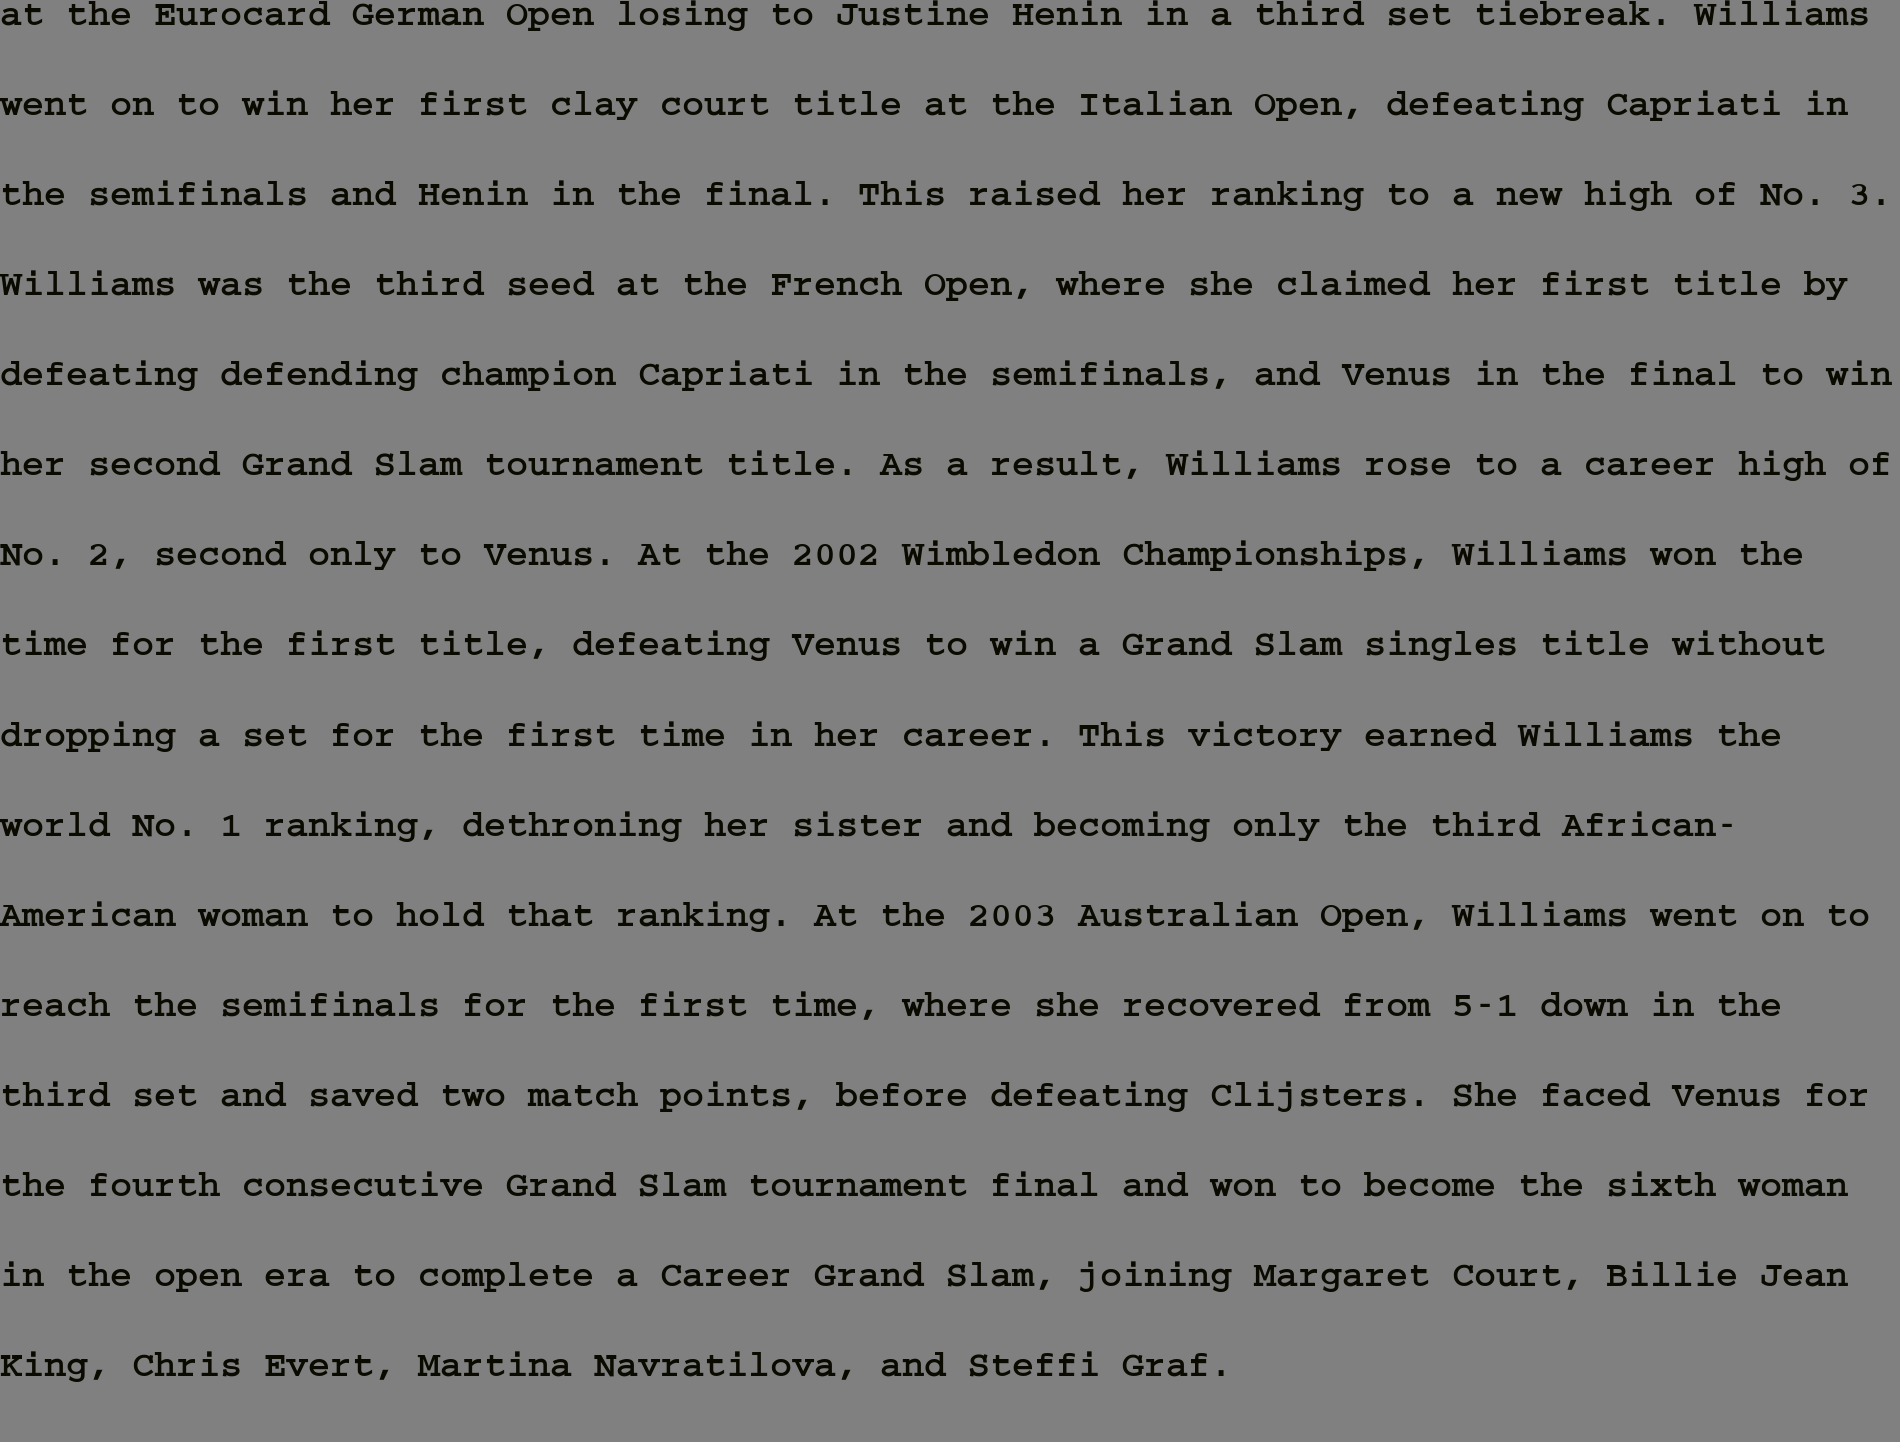 at the Eurocard German Open losing to Justine Henin in a third set tiebreak. Williams
went on to win her first clay court title at the Italian Open, defeating Capriati in
the semifinals and Henin in the final. This raised her ranking to a new high of No. 3.
Williams was the third seed at the French Open, where she claimed her first title by
defeating defending champion Capriati in the semifinals, and Venus in the final to win
her second Grand Slam tournament title. As a result, Williams rose to a career high of
No. 2, second only to Venus. At the 2002 Wimbledon Championships, Williams won the
time for the first title, defeating Venus to win a Grand Slam singles title without
dropping a set for the first time in her career. This victory earned Williams the
world No. 1 ranking, dethroning her sister and becoming only the third African-
American woman to hold that ranking. At the 2003 Australian Open, Williams went on to
reach the semifinals for the first time, where she recovered from 5-1 down in the
third set and saved two match points, before defeating Clijsters. She faced Venus for
the fourth consecutive Grand Slam tournament final and won to become the sixth woman
in the open era to complete a Career Grand Slam, joining Margaret Court, Billie Jean
King, Chris Evert, Martina Navratilova, and Steffi Graf.